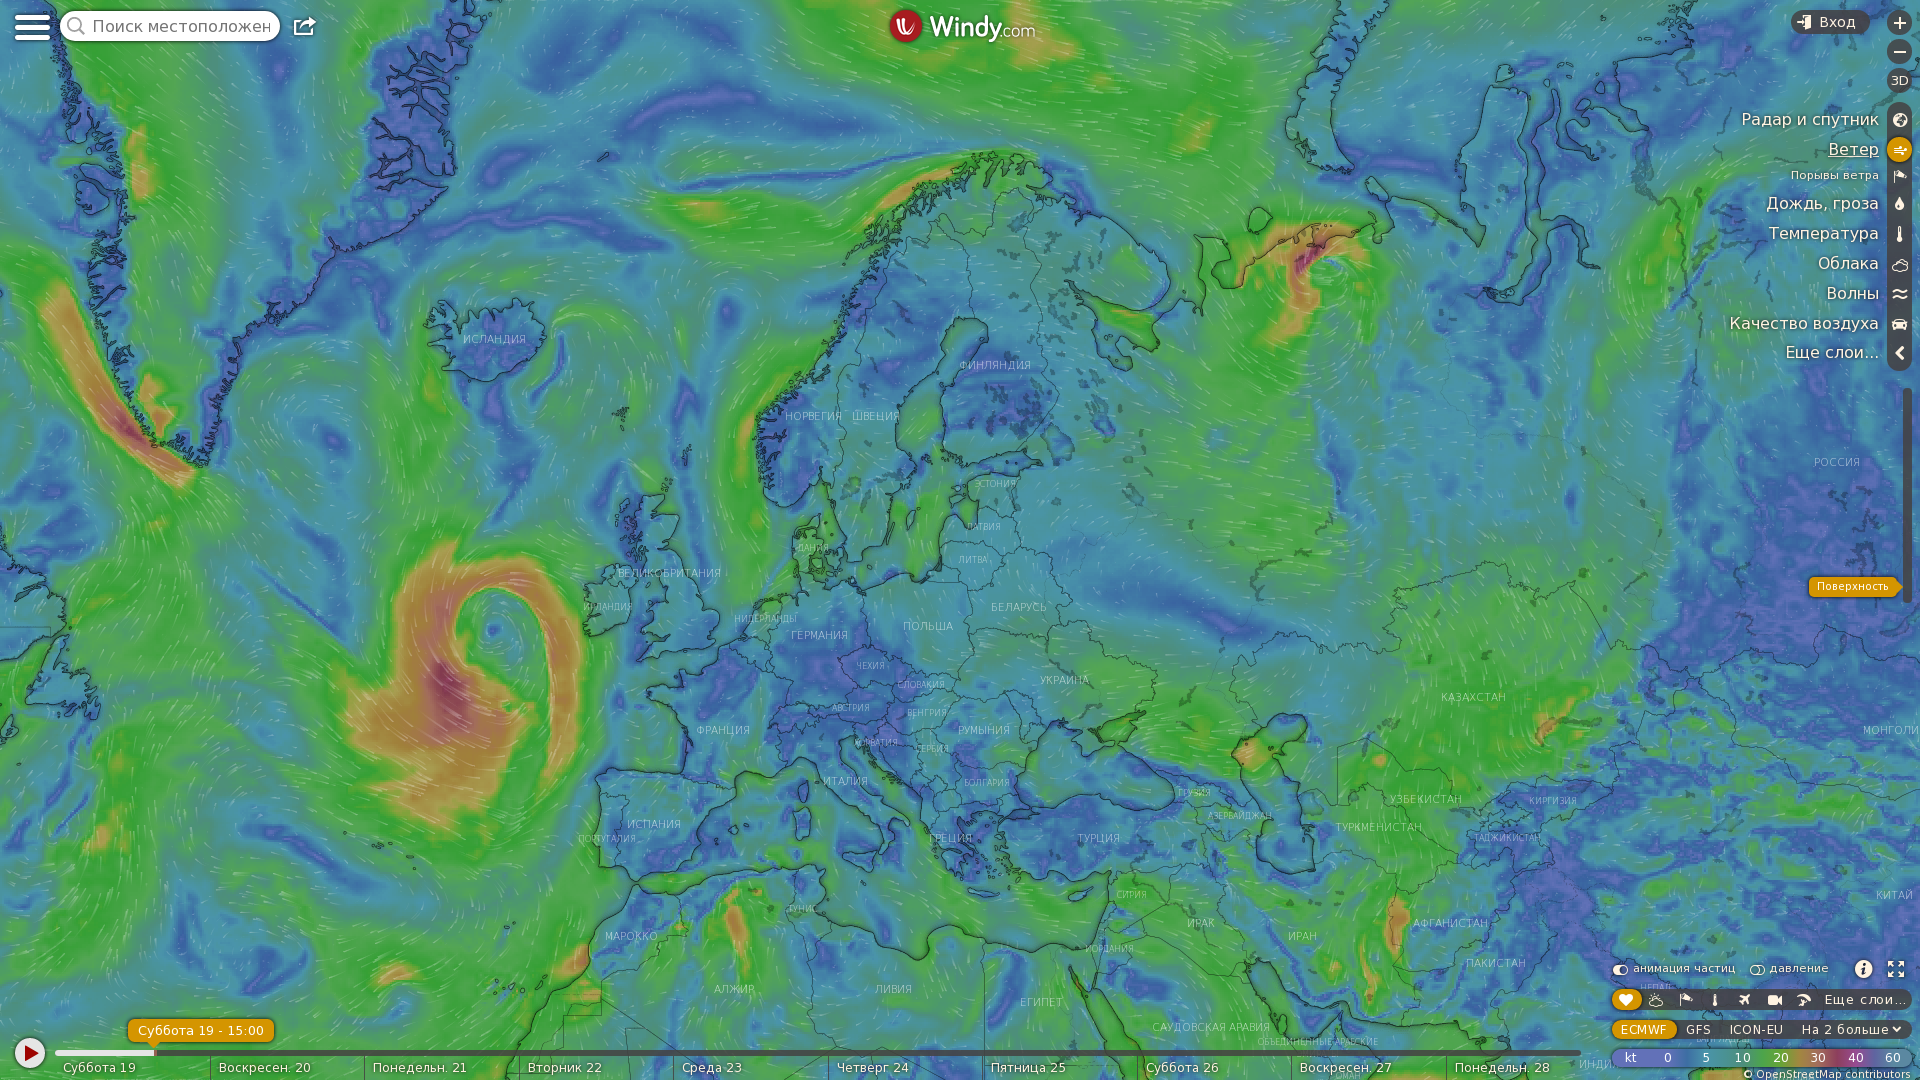 Поиск местоположен
Windy.com
Вход
3D
Радар и спутник
Ветер
Порывы ветра
Дождь, гроза
Температура
Облака
Волны
Качество воздуха
Еще слои...
ИСЛАНДИЯ
ФИНЛЯНДИЯ
НОРВЕГИЯ
ШВЕЦИЯ
РОССИЯ
ЭСТОНИЯ
ЛАТВИЯ
ДАНИЯ
ЛИТВА
ВЕЛИКОБРИТАНИЯ
Поверхность
ИРЛАНДИЯ
БЕЛАРУСЬ
НИДЕРЛАНДЫ
ПОЛЬША
ГЕРМАНИЯ
ЧЕХИЯ
УКРАИНА
СЛОВАКИЯ
КАЗАХСТАН
АВСТРИЯ
ВЕНГРИЯ
ФРАНЦИЯ
РУМЫНИЯ
МОНГОЛИ
ХОРВАТИЯ
СЕРБИЯ
ИТАЛИЯ
БОЛГАРИЯ
ГРУЗИЯ
УЗБЕКИСТАН
КИРГИЗИЯ
АЗЕРБАЙДЖАН
ИСПАНИЯ
ТУРКМЕНИСТАН
ПОРТУГАЛИЯ
ГРЕЦИЯ
ТУРЦИЯ
ТАДЖИКИСТАН
СИРИЯ
КИТАЙ
ТУНИС
ИРАК
АФГАНИСТАН
МАРОККО
ИРАН
ИОРДАНИЯ
ПАКИСТАН
анимация частиц
давление
НЕПАЛ
АЛЖИР
ЛИВИЯ
ЕГИПЕТ
Еще слои...
САУДОВСКАЯ АРАВИЯ
Суббота 19 - 15:00
ECMWF GFS ICON-EU На 2 больше
ОБЪЕДИНЕННЫЕ АРАБСКИЕ
kt 0 5 10 20 30 40 60
Суббота 19 Воскресен. 20 Понедельн. 21 Вторник 22 Среда 23 Четверг 24 Пятница 25 Суббота 26 Воскресен. 27 Понедельн. 28
© OpenStreetMap contributors